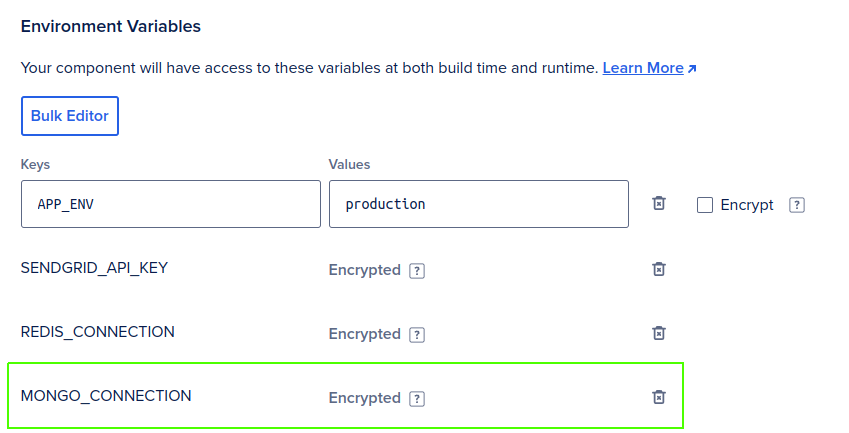 Environment Variables
Your component will have access to these variables at both build time and runtime. Learn More
Bulk Editor
Keys Values
APP_ENV production Encrypt ?
SENDGRID_API_KEY Encrypted ?
REDIS_CONNECTION Encrypted ?
MONGO_CONNECTION Encrypted ?